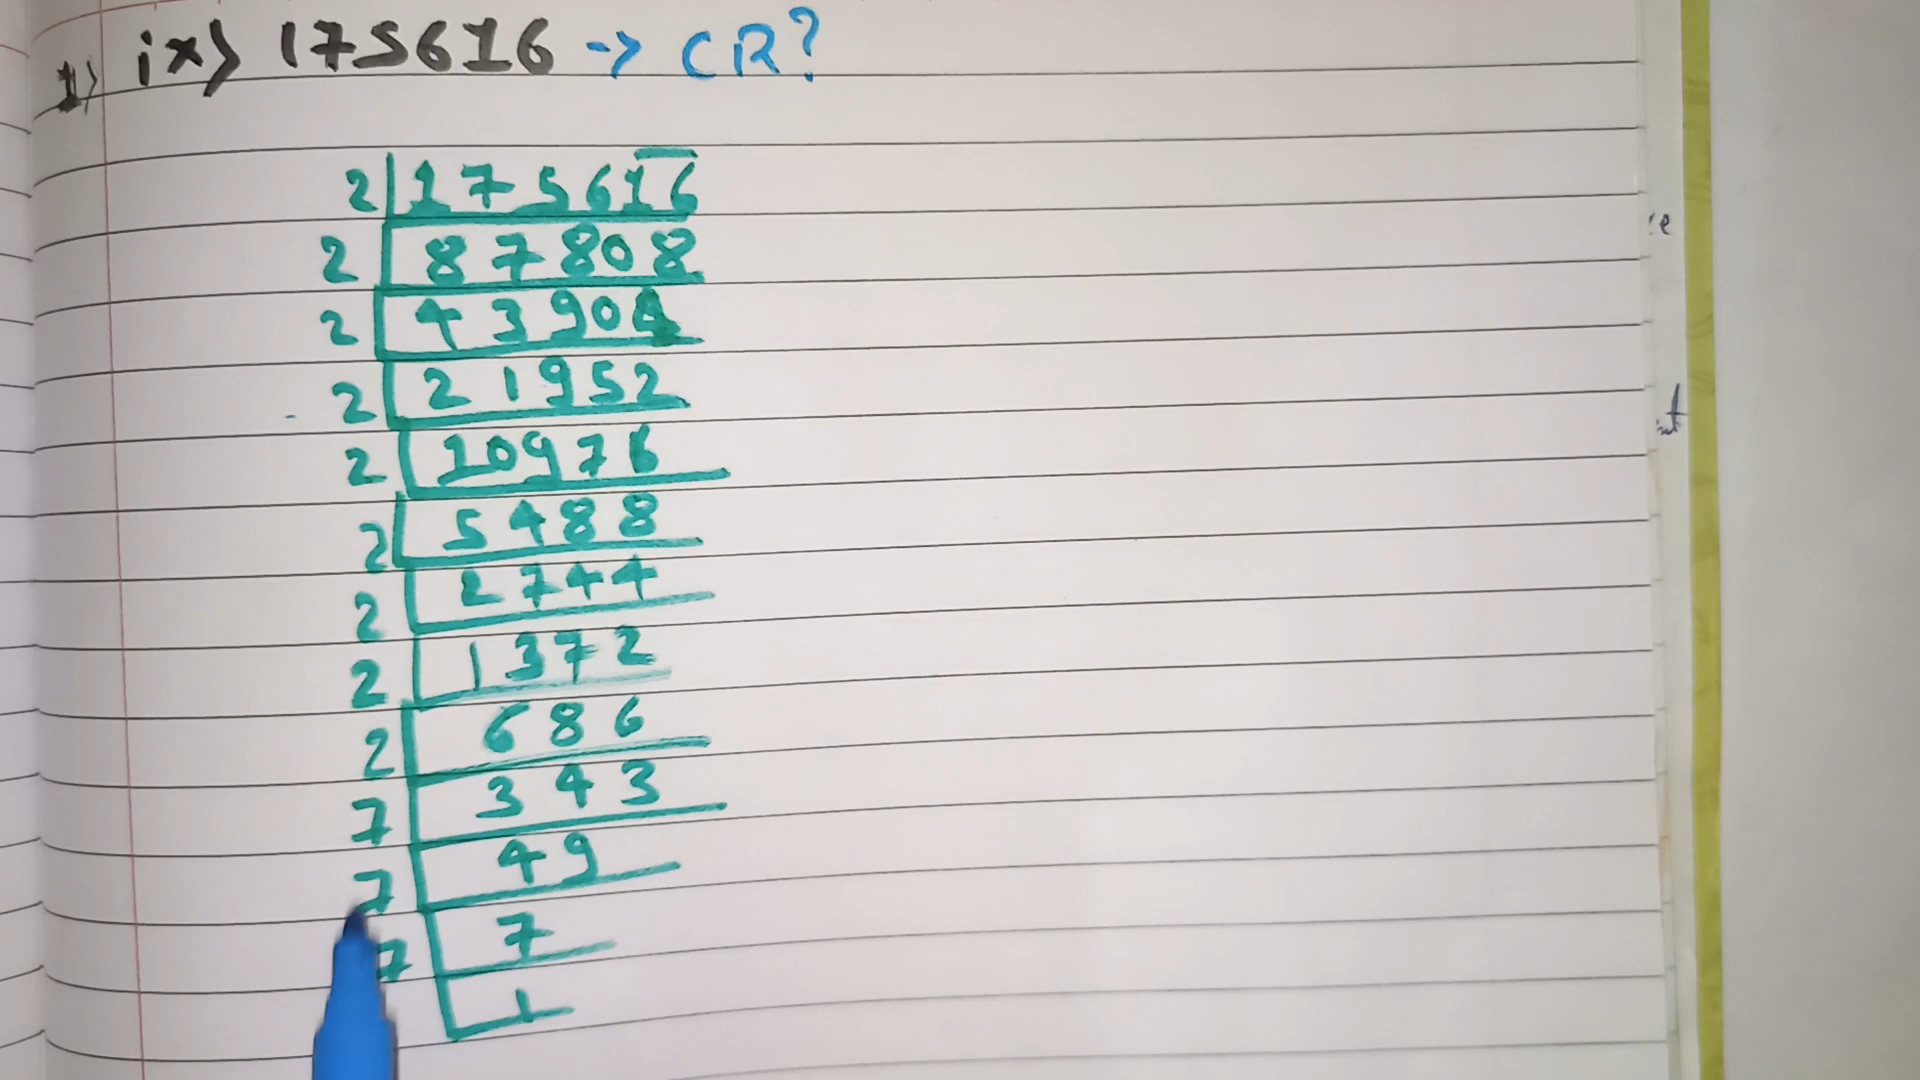 1) ix) 175616 -> CR?
2 | 175616
2 | 87808
2 | 43904
2 | 21952
2 | 10976
2 | 5488
2 | 2744
2 | 1372
2 | 686
7 | 343
7 | 49
7 | 7
1